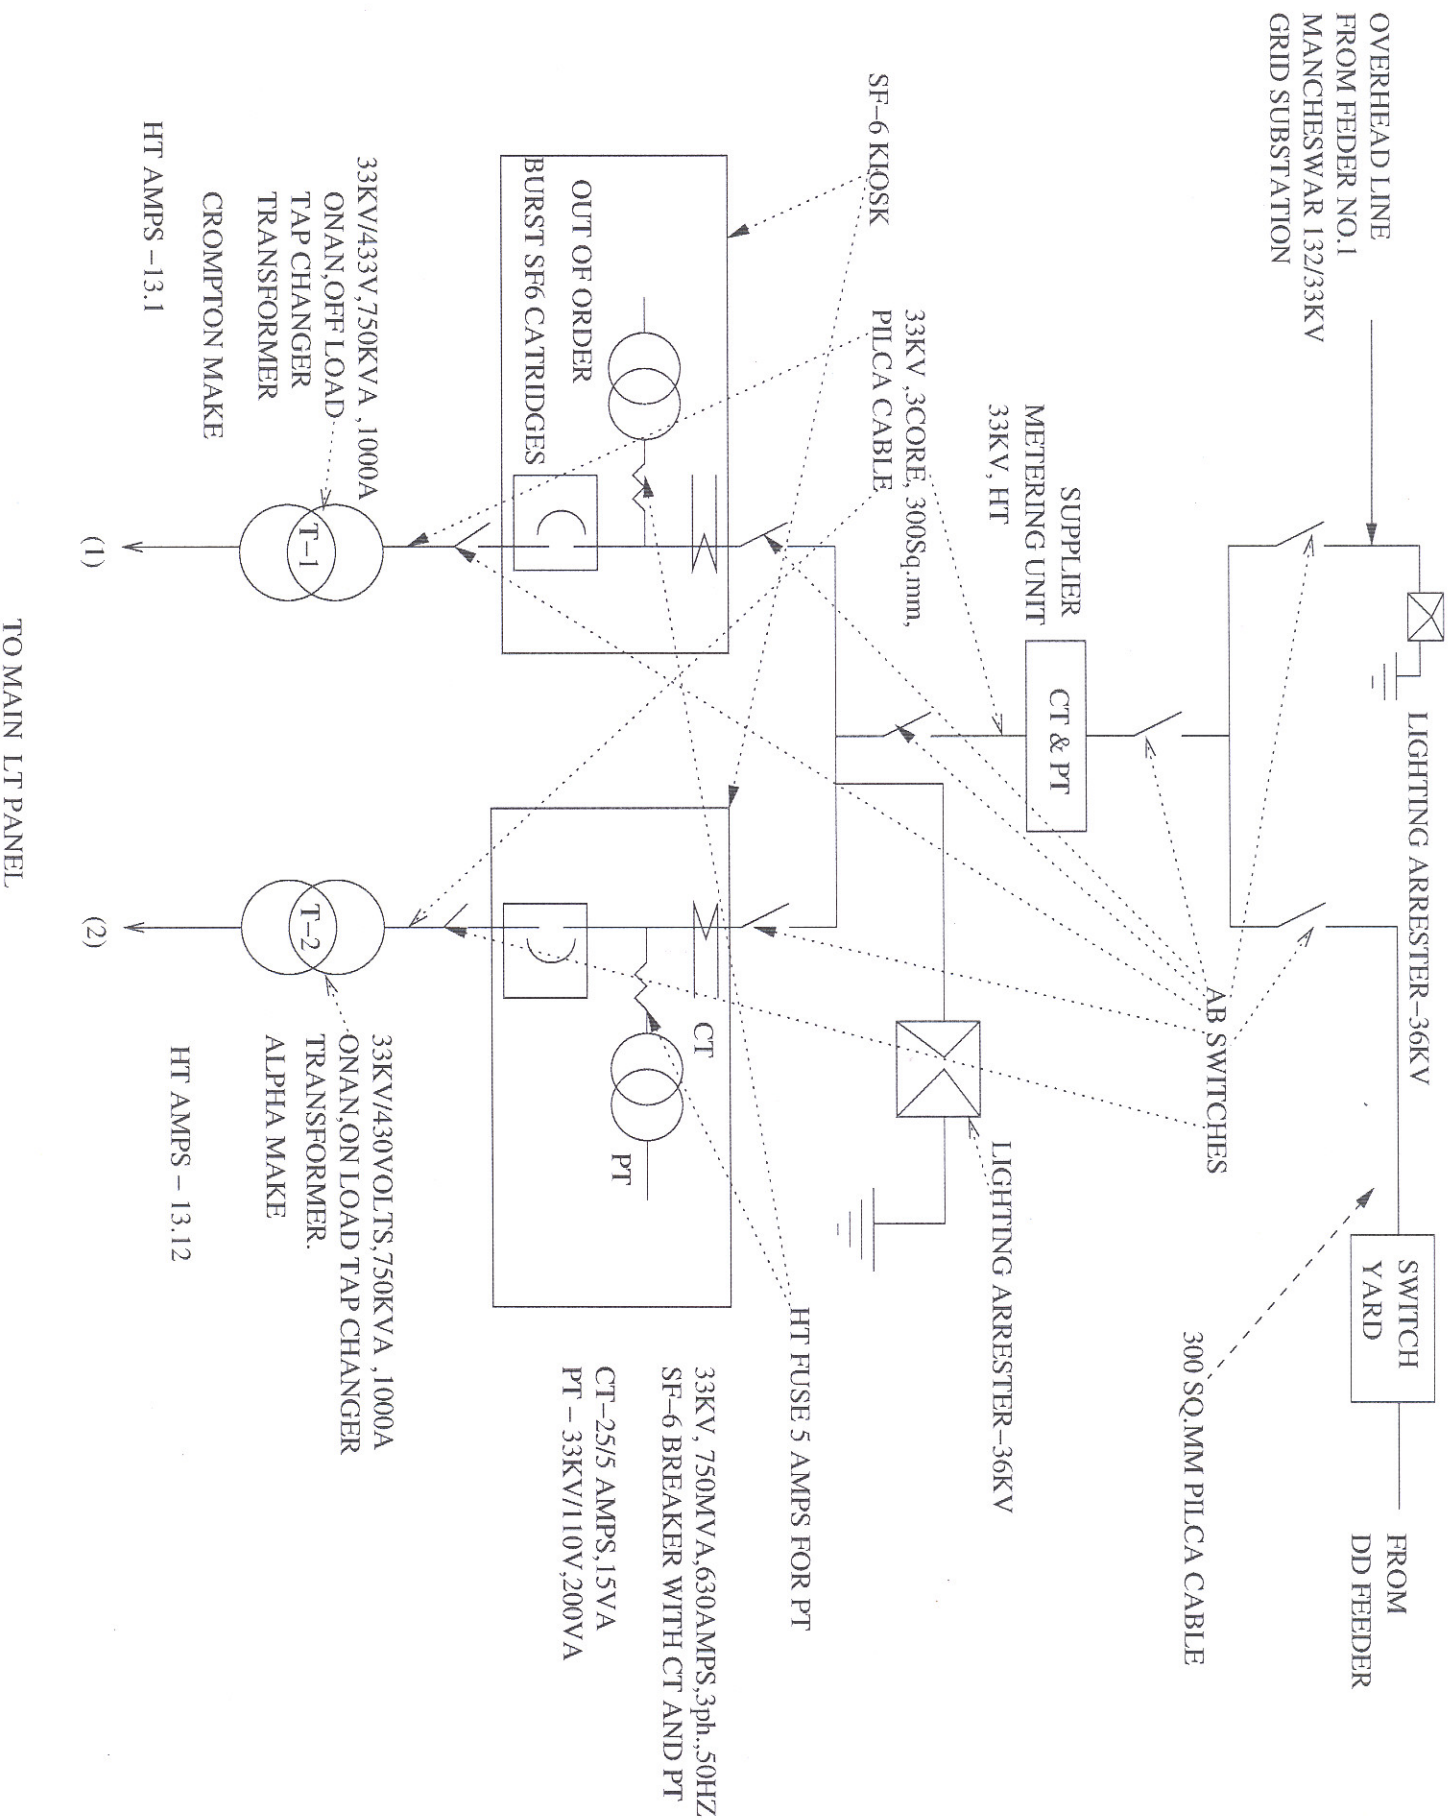 OVERHEAD LINE
FROM FEDER NO.1
MANCHESWAR 132/33KV
GRID SUBSTATION
LIGHTING ARRESTER–36KV
SWITCH
YARD
FROM
DD FEEDER
300 SQ.MM PILCA CABLE
AB SWITCHES
SUPPLIER
METERING UNIT
33KV, HT
CT & PT
LIGHTING ARRESTER–36KV
33KV ,3CORE, 300Sq.mm,
PILCA CABLE
SF–6 KIOSK
HT FUSE 5 AMPS FOR PT
OUT OF ORDER
BURST SF6 CATRIDGES
CT
PT
33KV, 750MVA,630AMPS,3ph.,50HZ
SF–6 BREAKER WITH CT AND PT
CT–25/5 AMPS,15VA
PT – 33KV/110V,200VA
33KV/433V,750KVA ,1000A
ONAN,OFF LOAD
TAP CHANGER
TRANSFORMER
CROMPTON MAKE
HT AMPS –13.1
T–1
T–2
33KV/430VOLTS,750KVA ,1000A
ONAN,ON LOAD TAP CHANGER
TRANSFORMER.
ALPHA MAKE
HT AMPS – 13.12
(1)
(2)
TO MAIN LT PANEL